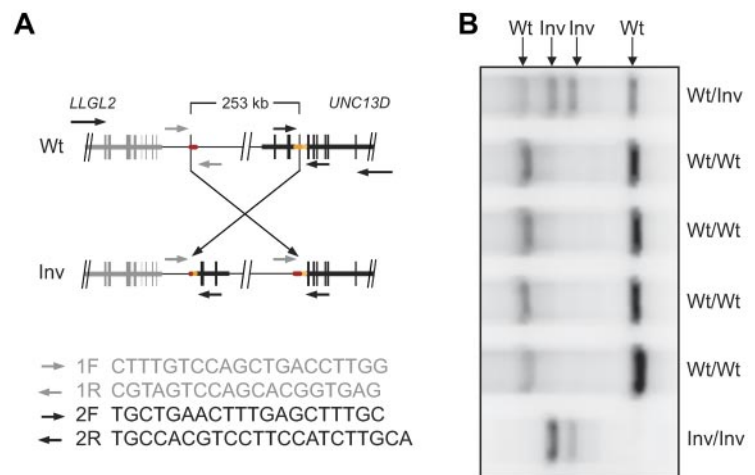 A
LLGL2
253 kb
UNC13D
Wt
Inv
1F CTTTGTCCAGCTGACCTTGG
1R CGTAGTCCAGCACGGTGAG
2F TGCTGAACTTTGAGCTTTGC
2R TGCCACGTCCTTCCATCTTGCA
B
Wt Inv Inv Wt
Wt/Inv
Wt/Wt
Wt/Wt
Wt/Wt
Wt/Wt
Inv/Inv